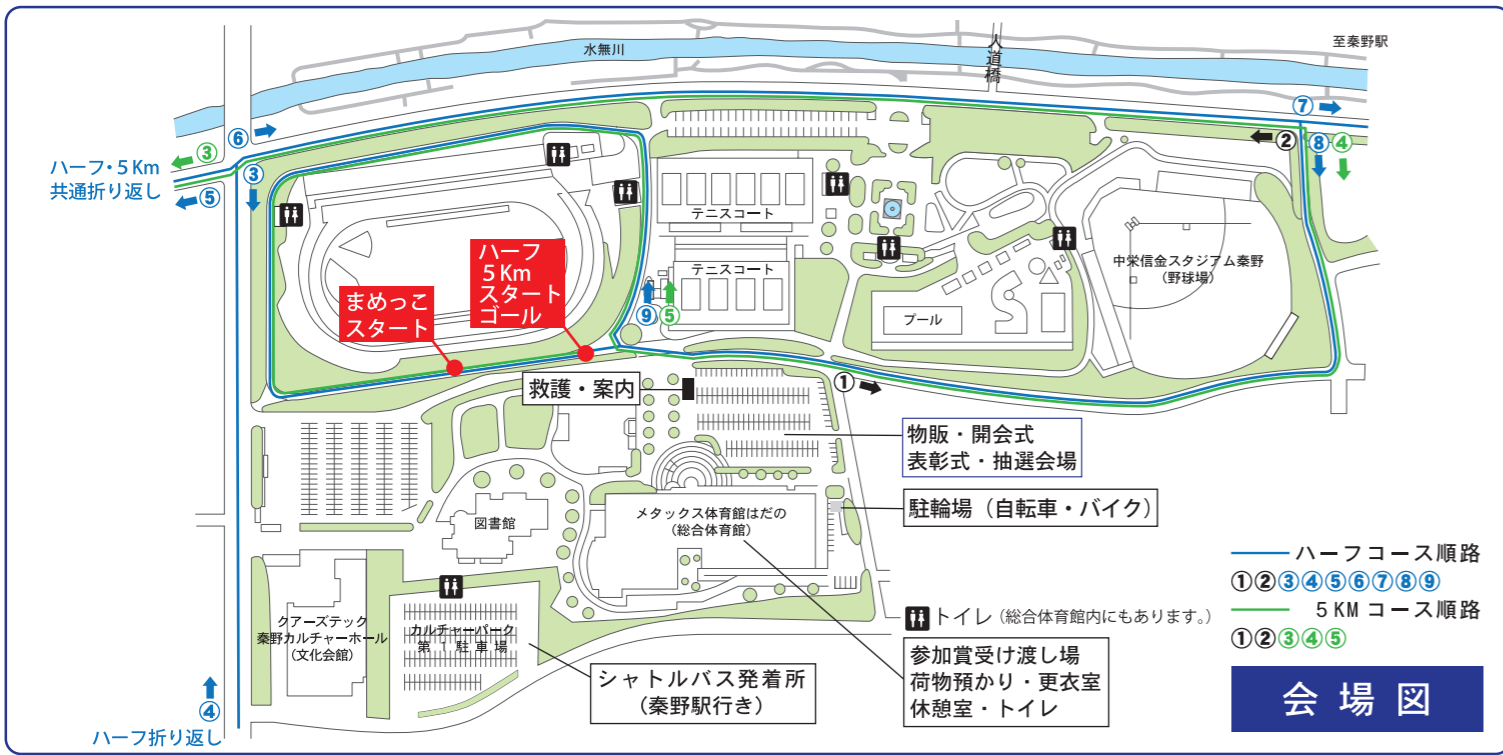 水無川
人道橋
至秦野駅
⑦
⑥
②
③
⑧
④
ハーフ・5Km
共通折り返し
③
⑤
テニスコート
ハーフ
5Km
スタート
ゴール
テニスコート
中栄信金スタジアム秦野
(野球場)
まめっこ
スタート
⑨
⑤
プール
救護・案内
①
物販・開会式
表彰式・抽選会場
駐輪場（自転車・バイク）
図書館
メタックス体育館はだの
(総合体育館)
クアーズテック
秦野カルチャーホール
(文化会館)
カルチャーパーク
第1駐車場
シャトルバス発着所
(秦野駅行き)
④
ハーフ折り返し
トイレ(総合体育館内にもあります。)
参加賞受け渡し場
荷物預かり・更衣室
休憩室・トイレ
ハーフコース順路
①②③④⑤⑥⑦⑧⑨
5KMコース順路
①②③④⑤
会場図